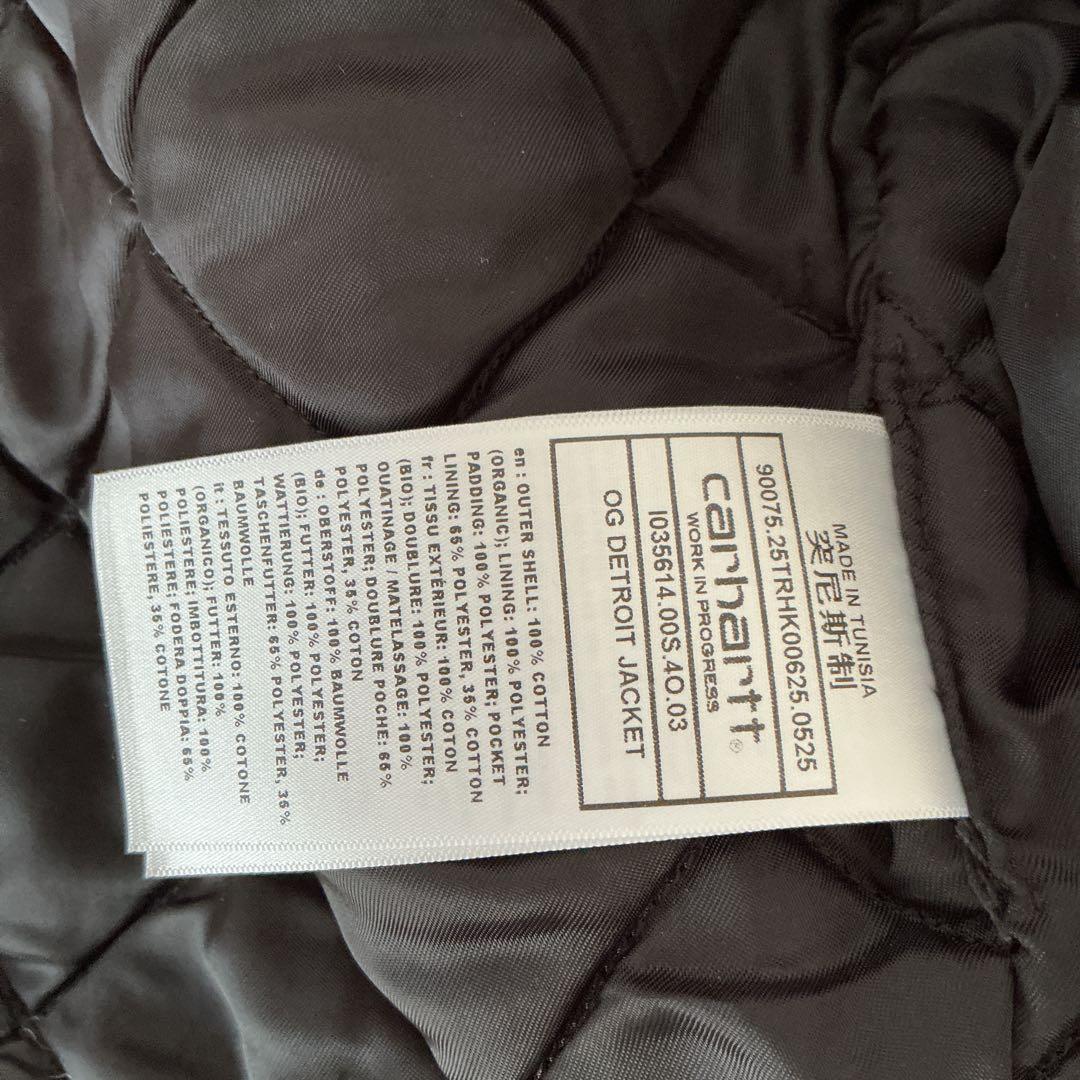 MADE IN TUNISIA
突尼斯制
90075.25TRHK00625.0525
carhartt®
WORK IN PROGRESS
I035614.00S.4O.03
OG DETROIT JACKET
en: OUTER SHELL: 100% COTTON
(ORGANIC); LINING: 100% POLYESTER;
PADDING: 100% POLYESTER; POCKET
LINING: 65% POLYESTER, 35% COTTON
fr: TISSU EXTÉRIEUR: 100% COTON
(BIO); DOUBLURE: 100% POLYESTER;
OUATINAGE / MATELASSAGE: 100%
POLYESTER; DOUBLURE POCHE: 65%
POLYESTER, 35% COTON
de: OBERSTOFF: 100% BAUMWOLLE
(BIO); FUTTER: 100% POLYESTER;
WATTIERUNG: 100% POLYESTER;
TASCHENFUTTER: 65% POLYESTER, 35%
BAUMWOLLE
it: TESSUTO ESTERNO: 100% COTONE
(ORGANICO); FUTTER: 100%
POLIESTERE; IMBOTTITURA: 100%
POLIESTERE; FODERA DOPPIA: 65%
POLIESTERE, 35% COTONE